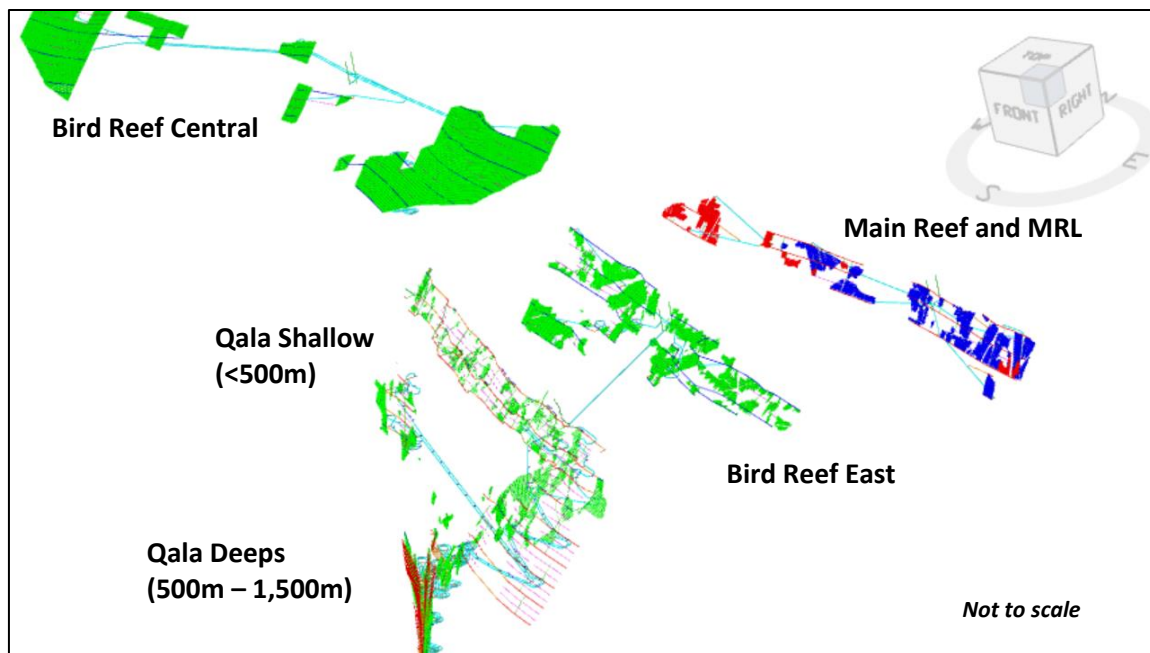 TOP
FRONT
RIGHT
S
E
Bird Reef Central
Main Reef and MRL
Qala Shallow
(<500m)
Bird Reef East
Qala Deeps
(500m – 1,500m)
Not to scale